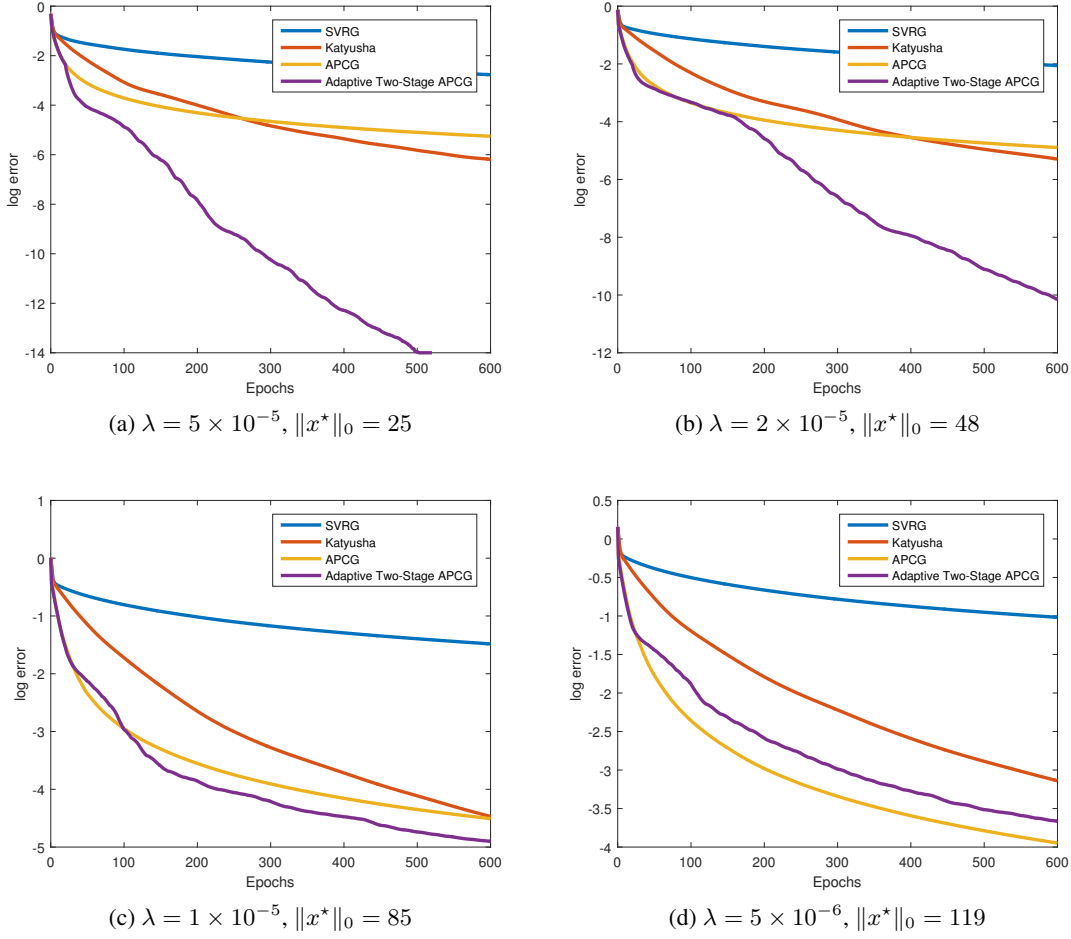 0
-2
-4
-6
-8
-10
-12
-14
log error
SVRG
Katyusha
APCG
Adaptive Two-Stage APCG
0 100 200 300 400 500 600
Epochs
(a) λ = 5 × 10⁻⁵, ‖x⋆‖₀ = 25
0
-2
-4
-6
-8
-10
-12
log error
SVRG
Katyusha
APCG
Adaptive Two-Stage APCG
0 100 200 300 400 500 600
Epochs
(b) λ = 2 × 10⁻⁵, ‖x⋆‖₀ = 48
1
0
-1
-2
-3
-4
-5
log error
SVRG
Katyusha
APCG
Adaptive Two-Stage APCG
0 100 200 300 400 500 600
Epochs
(c) λ = 1 × 10⁻⁵, ‖x⋆‖₀ = 85
0.5
0
-0.5
-1
-1.5
-2
-2.5
-3
-3.5
-4
log error
SVRG
Katyusha
APCG
Adaptive Two-Stage APCG
0 100 200 300 400 500 600
Epochs
(d) λ = 5 × 10⁻⁶, ‖x⋆‖₀ = 119